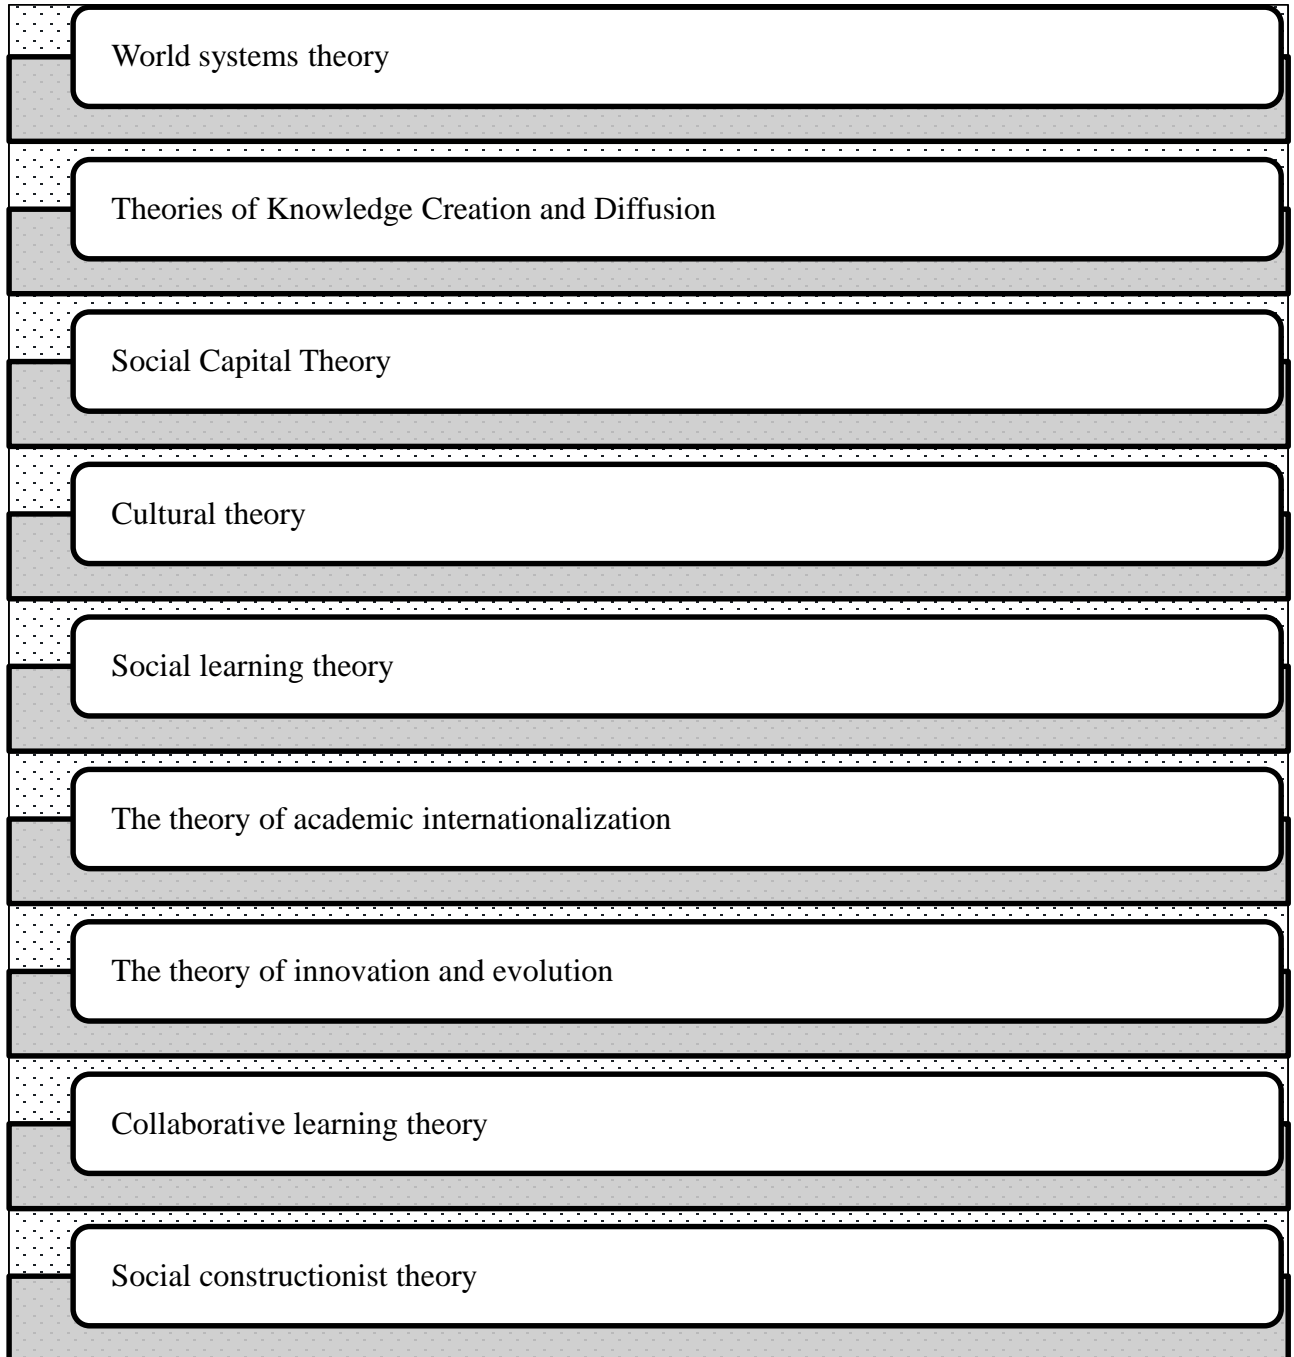 World systems theory
Theories of Knowledge Creation and Diffusion
Social Capital Theory
Cultural theory
Social learning theory
The theory of academic internationalization
The theory of innovation and evolution
Collaborative learning theory
Social constructionist theory